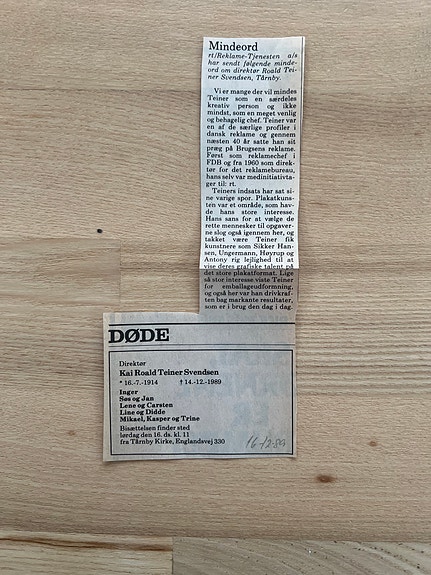 Mindeord
rt/Reklame-Tjenesten a/s
har sendt følgende minde-
ord om direktør Roald Tei-
ner Svendsen, Tårnby.
Vi er mange der vil mindes
Teiner som en særdeles
kreativ person og ikke
mindst, som en meget venlig
og behagelig chef. Teiner var
en af de særlige profiler i
dansk reklame og gennem
næsten 40 år satte han sit
præg på Brugsens reklame.
Først som reklamechef i
FDB og fra 1960 som direk-
tør for det reklamebureau,
hans selv var medinitiativta-
ger til: rt.
Teiners indsats har sat si-
ne varige spor. Plakatkun-
sten var et område, som hav-
de hans store interesse.
Hans sans for at vælge de
rette mennesker til opgaver-
ne slog også igennem her, og
takket være Teiner fik
kunstnere som Sikker Han-
sen, Ungermann, Høyrup og
Antony rig lejlighed til at
vise deres grafiske talent på
det store plakatformat. Lige
så stor interesse viste Teiner
for emballageudformning,
og også her var han drivkraf-
ten bag markante resultater,
som er i brug den dag i dag.
DØDE
Direktør
Kai Roald Teiner Svendsen
* 16.-7.-1914 † 14.-12.-1989
Inger
Søs og Jan
Lene og Carsten
Line og Didde
Mikael, Kasper og Trine
Bisættelsen finder sted
lørdag den 16. ds. kl. 11
fra Tårnby Kirke, Englandsvej 330
16-12-89